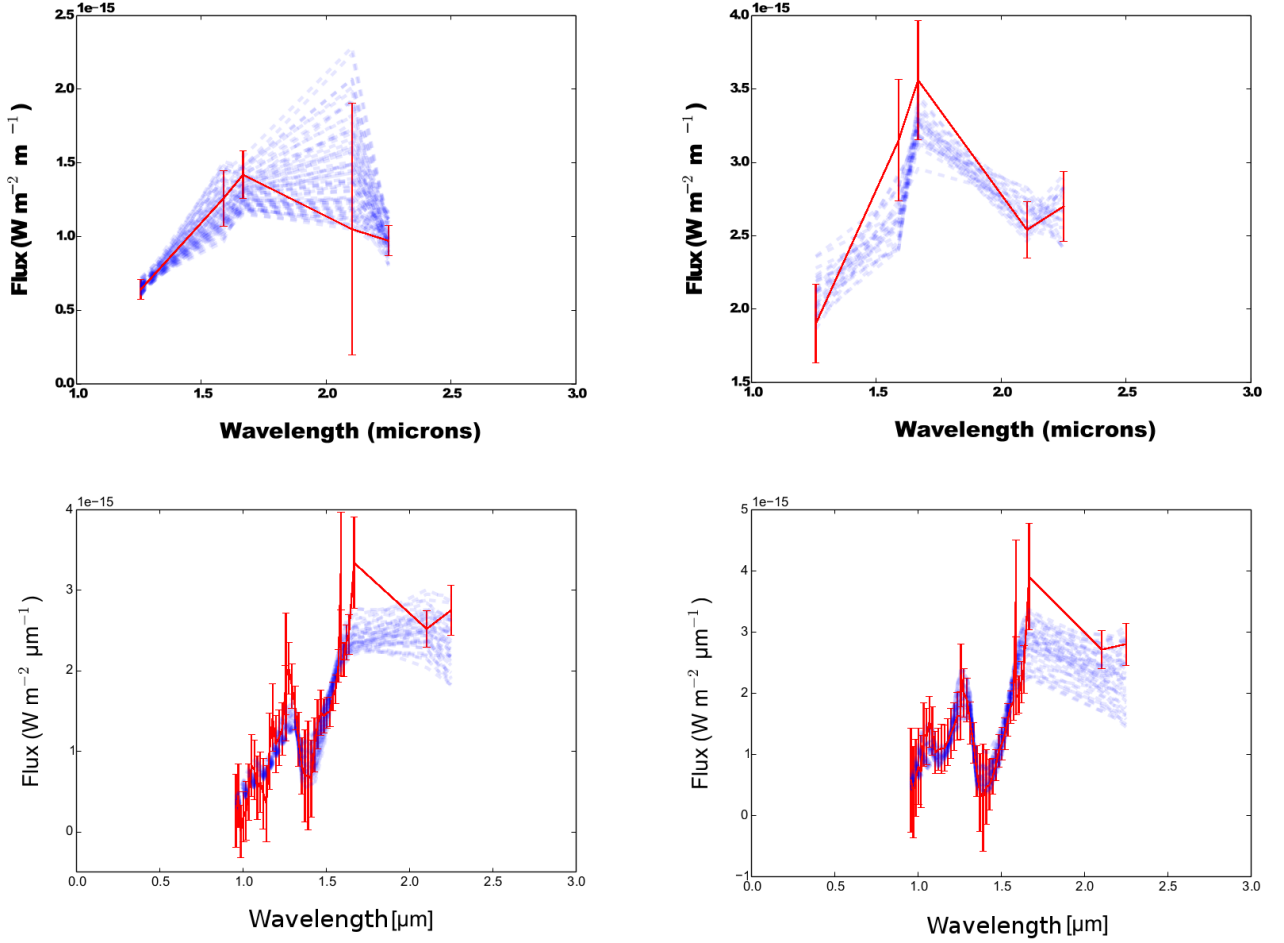 1e−15
2.5
2.0
1.5
1.0
0.5
0.0
Flux (W m−2 m −1)
1.0 1.5 2.0 2.5 3.0
Wavelength (microns)
1e−15
4.0
3.5
3.0
2.5
2.0
1.5
Flux (W m−2 m −1)
1.0 1.5 2.0 2.5 3.0
Wavelength (microns)
1e−15
4
3
2
1
0
Flux (W m−2 µm−1)
0.0 0.5 1.0 1.5 2.0 2.5 3.0
Wavelength [µm]
1e−15
5
4
3
2
1
0
−1
Flux (W m−2 µm−1)
0.0 0.5 1.0 1.5 2.0 2.5 3.0
Wavelength [µm]